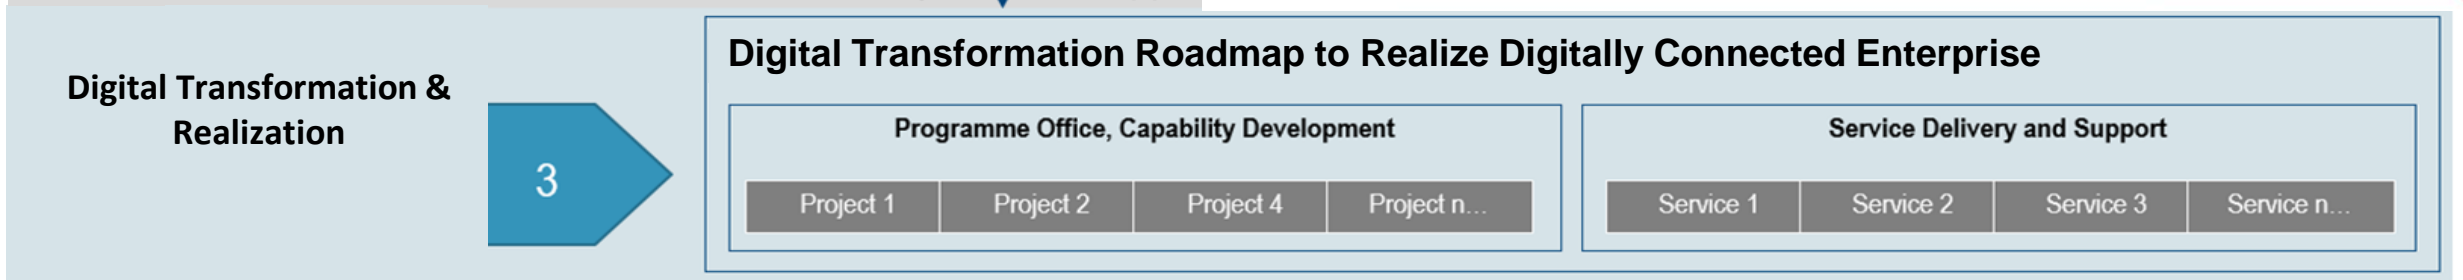 Digital Transformation &
Realization
3
Digital Transformation Roadmap to Realize Digitally Connected Enterprise
Programme Office, Capability Development
Project 1
Project 2
Project 4
Project n...
Service Delivery and Support
Service 1
Service 2
Service 3
Service n...